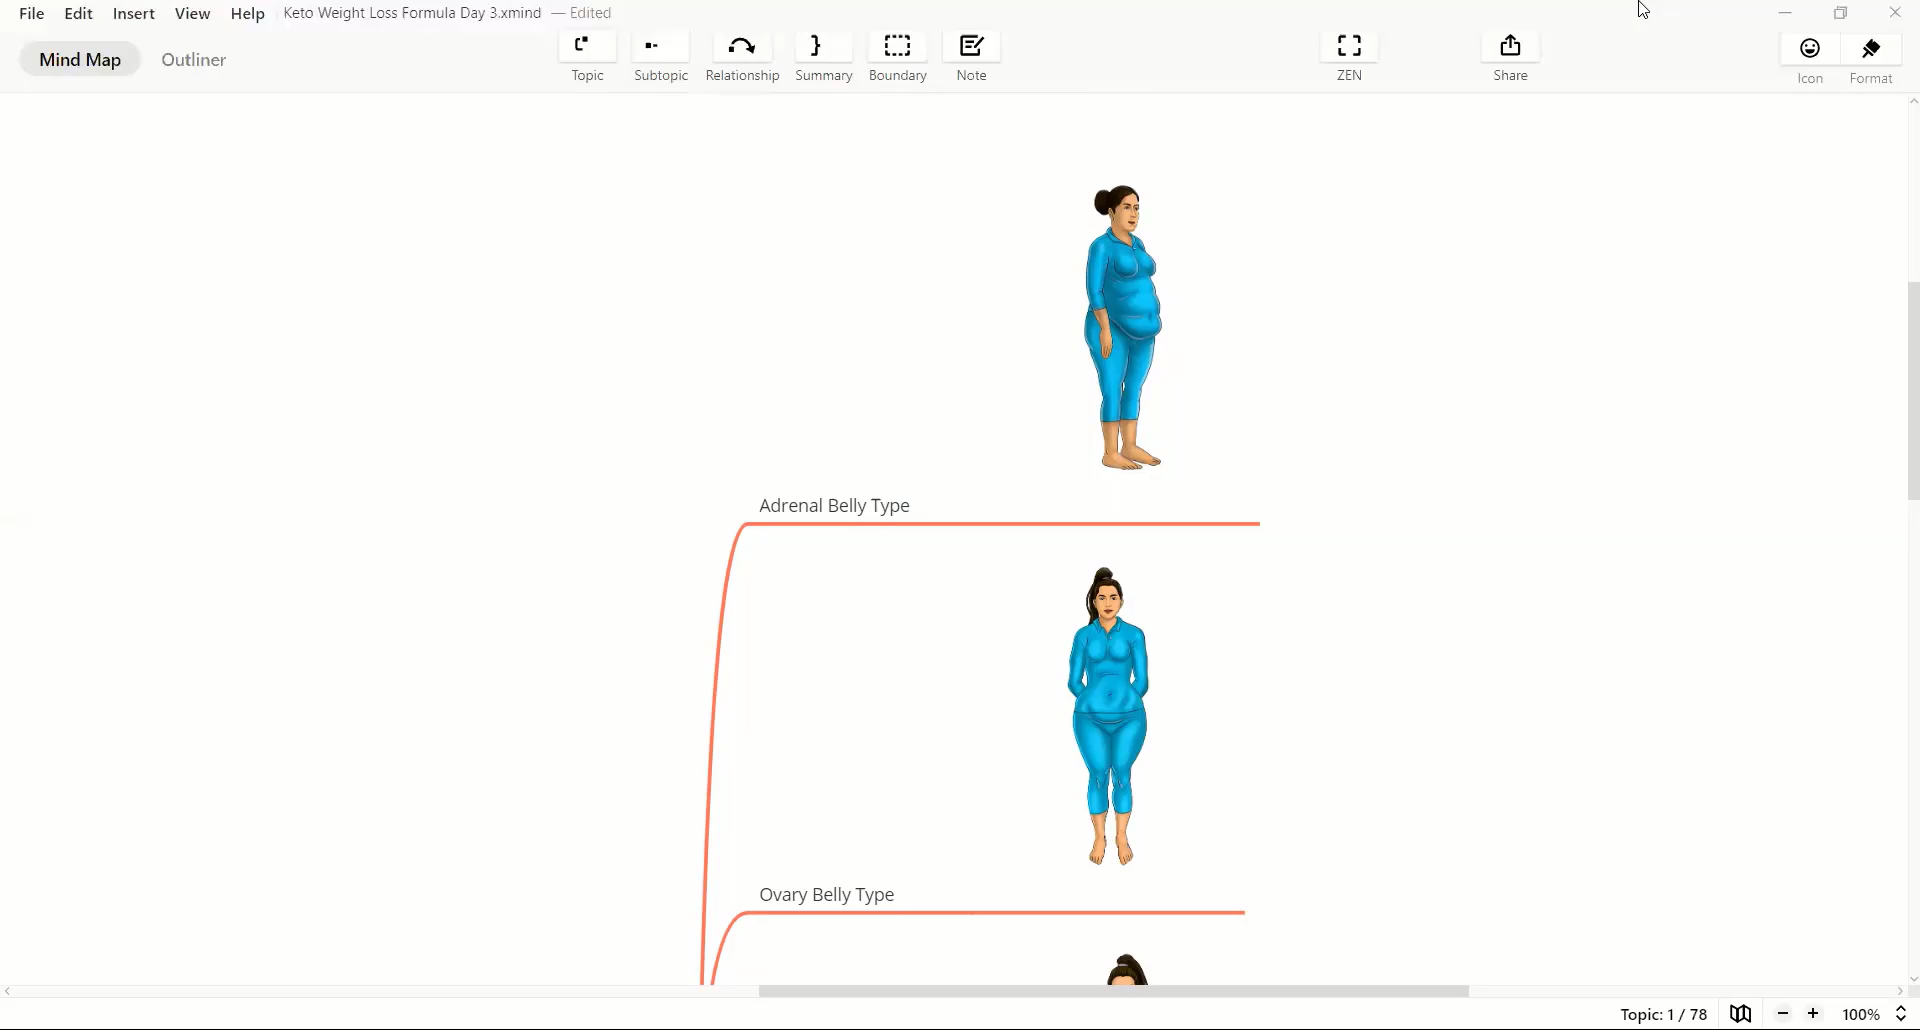 File Edit Insert View Help Keto Weight Loss Formula Day 3.xmind — Edited
Mind Map Outliner
Topic Subtopic Relationship Summary Boundary Note ZEN Share Icon Format
Adrenal Belly Type
Ovary Belly Type
Topic: 1 / 78 100%